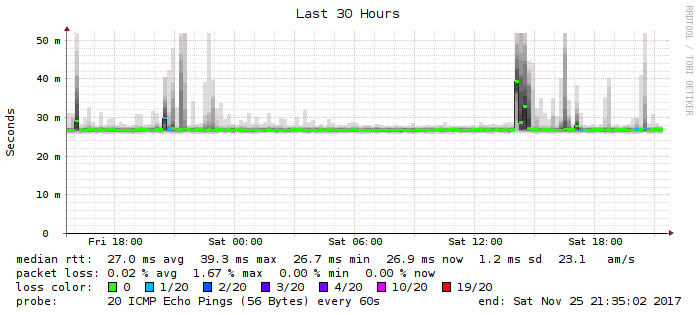 Last 30 Hours
RRDTOOL / TOBI OETIKER
Seconds
50 m
40 m
30 m
20 m
10 m
0
Fri 18:00 Sat 00:00 Sat 06:00 Sat 12:00 Sat 18:00
median rtt: 27.0 ms avg 39.3 ms max 26.7 ms min 26.9 ms now 1.2 ms sd 23.1 am/s
packet loss: 0.02 % avg 1.67 % max 0.00 % min 0.00 % now
loss color: 0 1/20 2/20 3/20 4/20 10/20 19/20
probe: 20 ICMP Echo Pings (56 Bytes) every 60s end: Sat Nov 25 21:35:02 2017